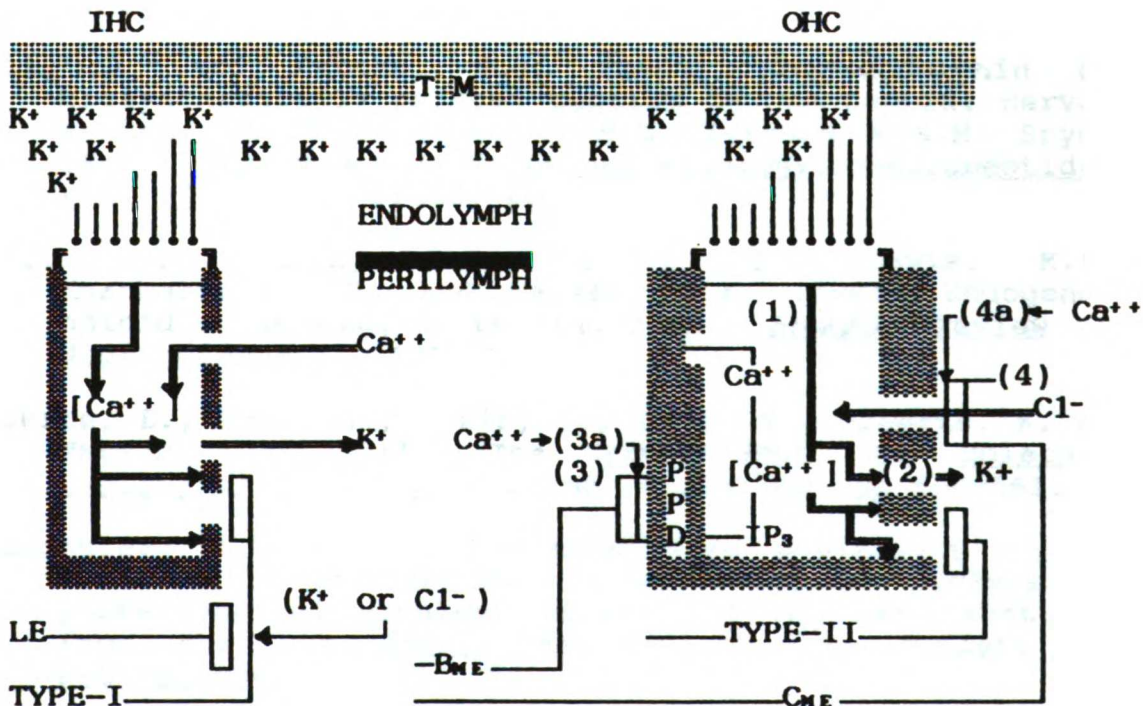 IHC OHC
T M
K⁺ K⁺ K⁺ K⁺ K⁺ K⁺ K⁺ K⁺
K⁺ K⁺ K⁺ K⁺ K⁺ K⁺ K⁺ K⁺ K⁺ K⁺ K⁺
K⁺
ENDOLYMPH
PERILYMPH
(1) (4a) Ca⁺⁺
Ca⁺⁺ Ca⁺⁺ (4)
[Ca⁺⁺] Cl-
K⁺ Ca⁺⁺ (3a)
(3) P [Ca⁺⁺] (2) K+
P
D IP₃
(K⁺ or Cl-)
LE TYPE-II
BME
TYPE-I CME